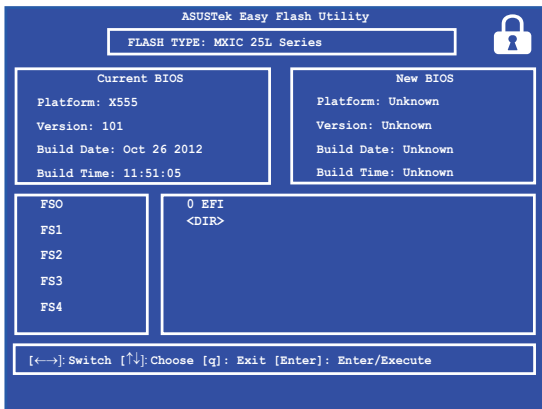 ASUSTek Easy Flash Utility
FLASH TYPE: MXIC 25L Series
Current BIOS
Platform: X555
Version: 101
Build Date: Oct 26 2012
Build Time: 11:51:05
New BIOS
Platform: Unknown
Version: Unknown
Build Date: Unknown
Build Time: Unknown
FSO
FS1
FS2
FS3
FS4
0 EFI
<DIR>
[←→]: Switch [↑↓]: Choose [q]: Exit [Enter]: Enter/Execute